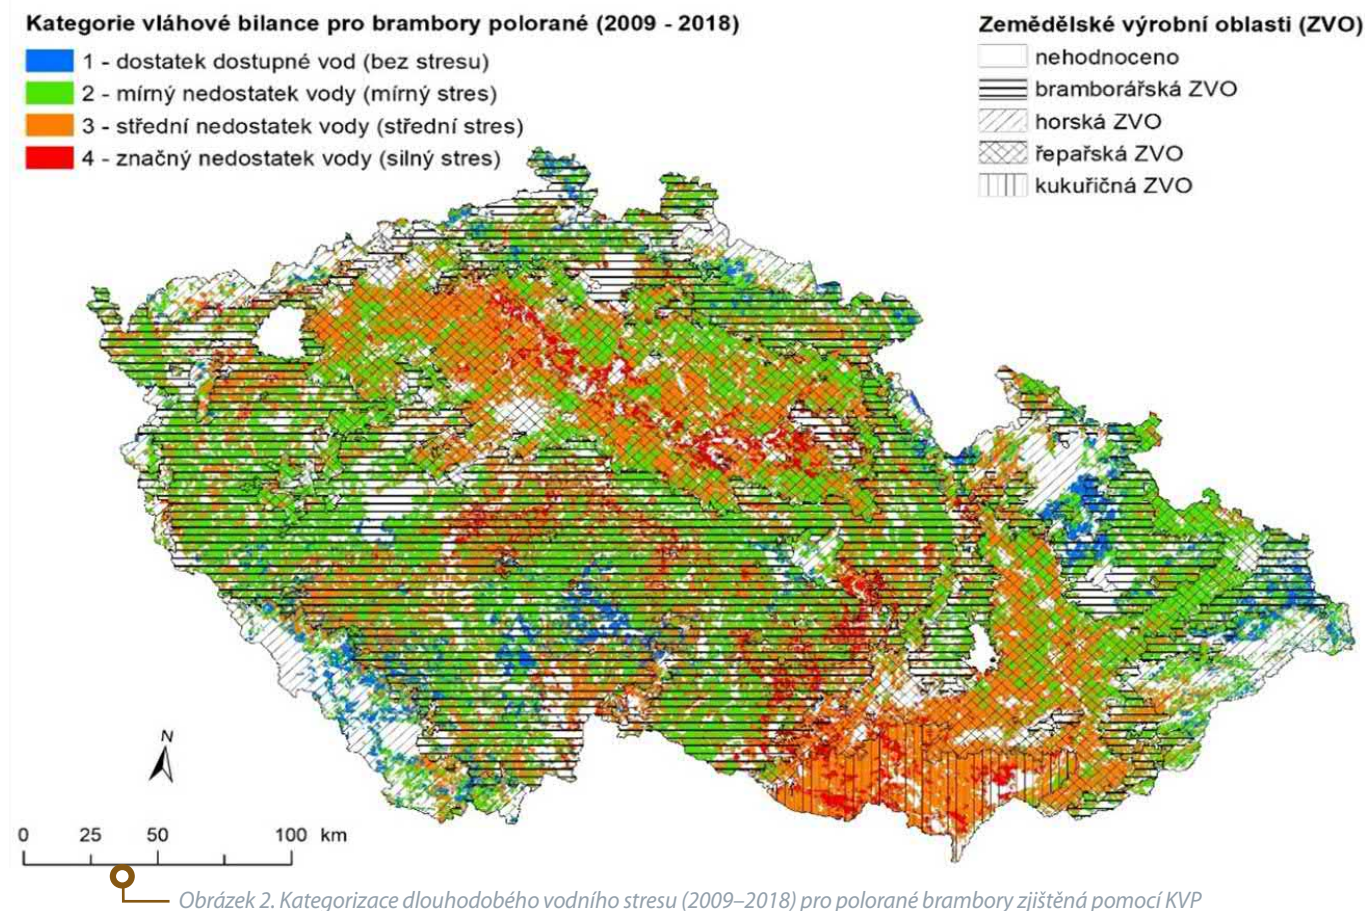 Kategorie vláhové bilance pro brambory polorané (2009 - 2018)
1 - dostatek dostupné vod (bez stresu)
2 - mírný nedostatek vody (mírný stres)
3 - střední nedostatek vody (střední stres)
4 - značný nedostatek vody (silný stres)
Zemědělské výrobní oblasti (ZVO)
nehodnoceno
bramborářská ZVO
horská ZVO
řepařská ZVO
kukuřičná ZVO
N
0 25 50 100 km
Obrázek 2. Kategorizace dlouhodobého vodního stresu (2009–2018) pro polorané brambory zjištěná pomocí KVP